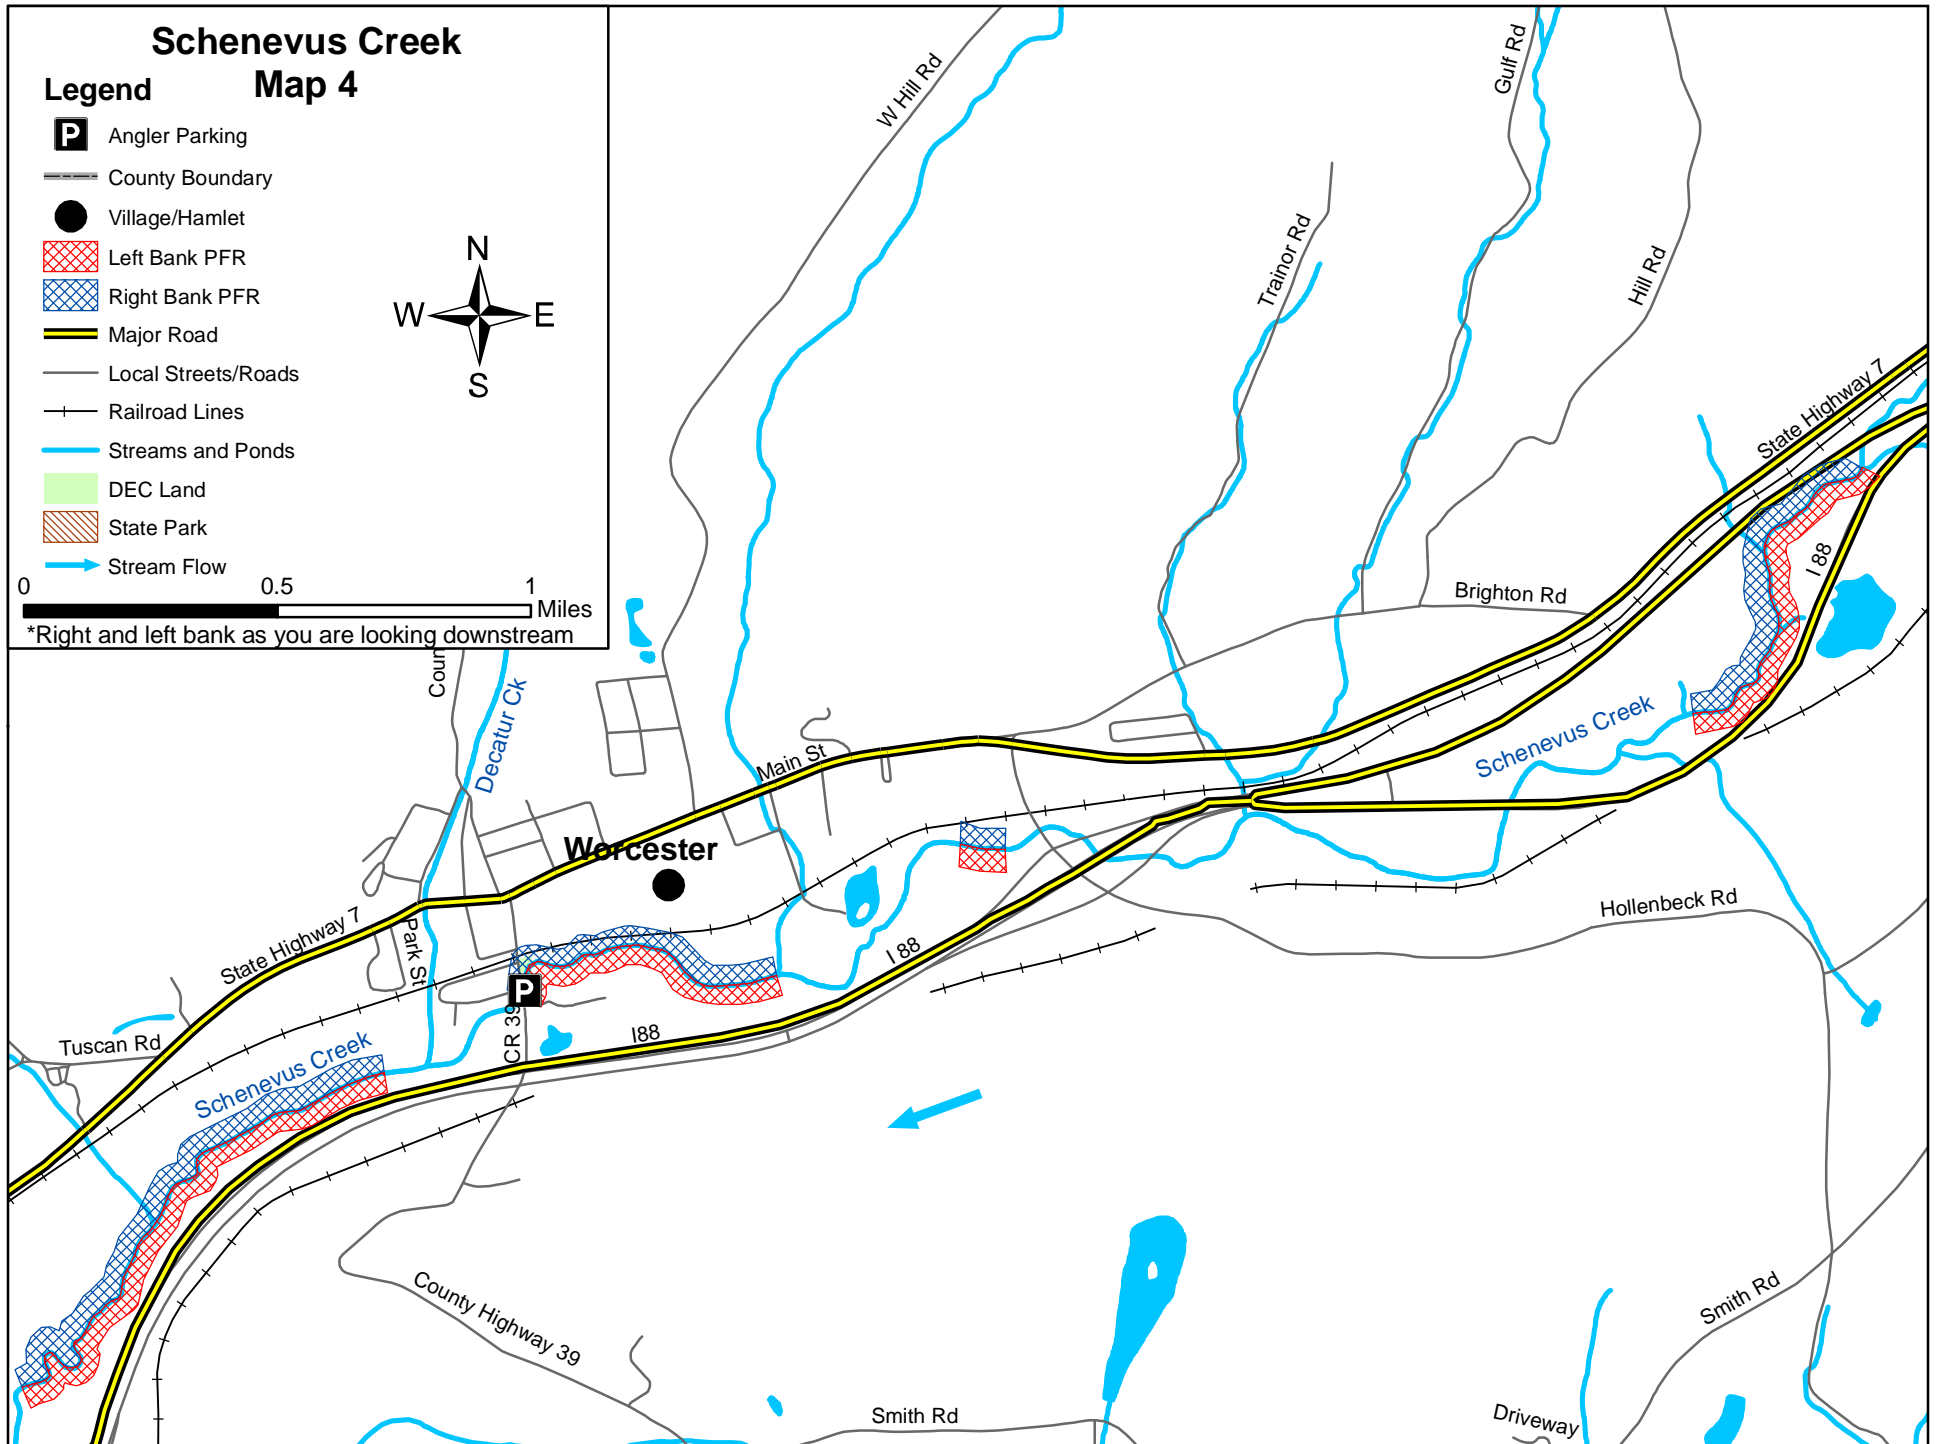 Schenevus Creek
Map 4
Legend
P Angler Parking
County Boundary
Village/Hamlet
Left Bank PFR
Right Bank PFR
Major Road
Local Streets/Roads
Railroad Lines
Streams and Ponds
DEC Land
State Park
Stream Flow
N
W E
S
0 0.5 1
Miles
*Right and left bank as you are looking downstream
W Hill Rd
Gulf Rd
Trainor Rd
Hill Rd
State Highway 7
I 88
Brighton Rd
Coun
Decatur Ck
Schenevus Creek
Main St
Worcester
Hollenbeck Rd
State Highway 7
Park St
I 88
P
CR 39
I88
Tuscan Rd
Schenevus Creek
County Highway 39
Smith Rd
Smith Rd
Driveway